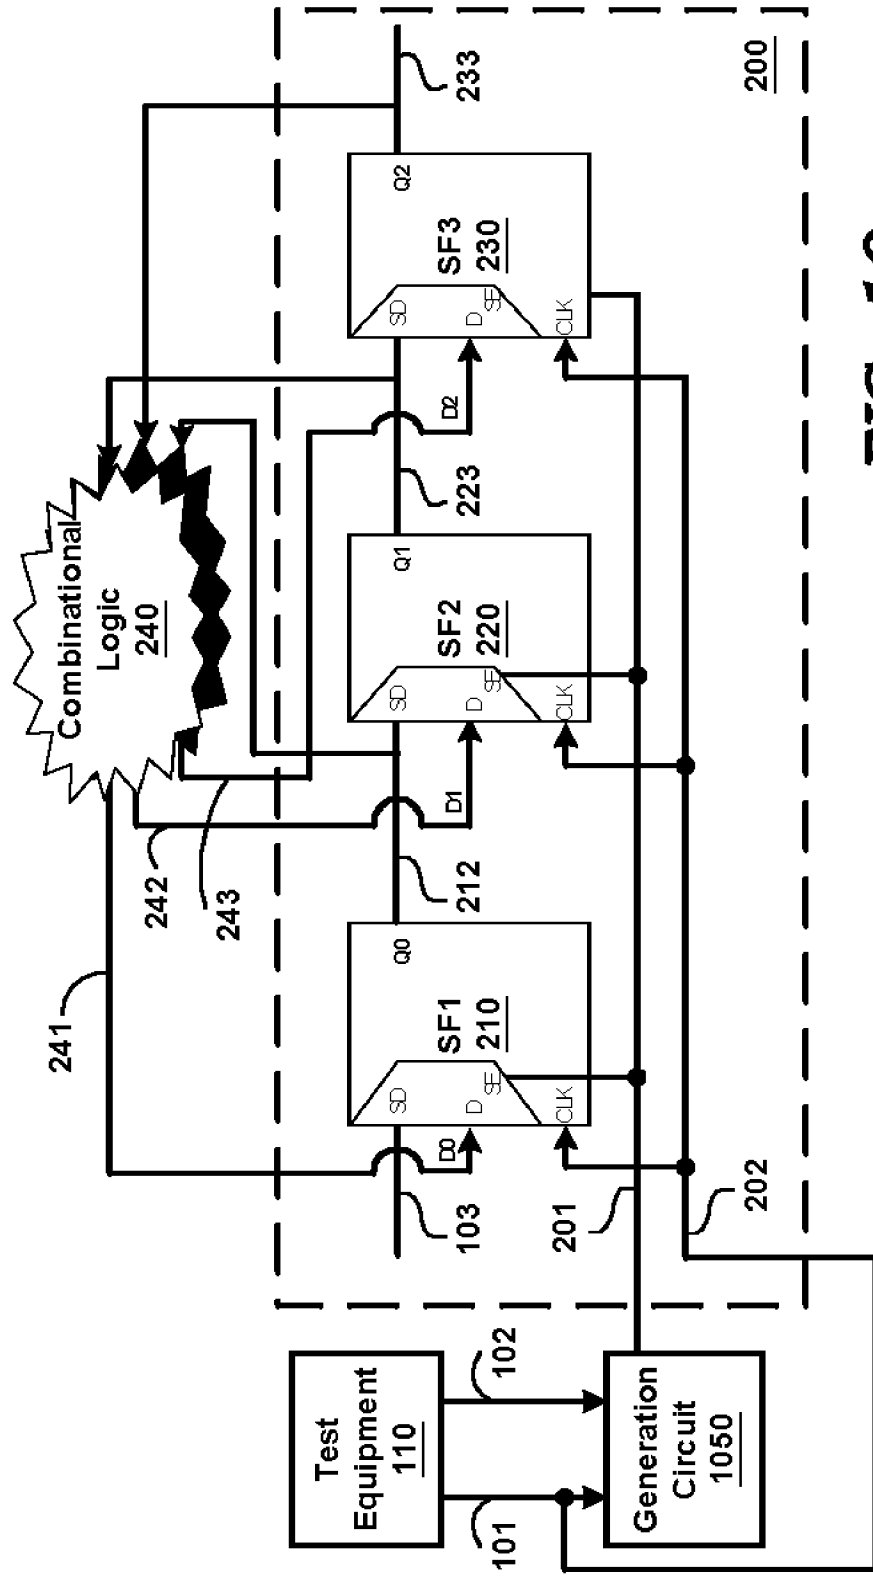 Combinational
Logic
240
241
242
243
D0
D1
D2
103
212
223
233
SD
D
SE
CLK
SF1
210
Q0
SD
D
SE
CLK
SF2
220
Q1
SD
D
SE
CLK
SF3
230
Q2
201
202
200
Test
Equipment
110
101
102
Generation
Circuit
1050